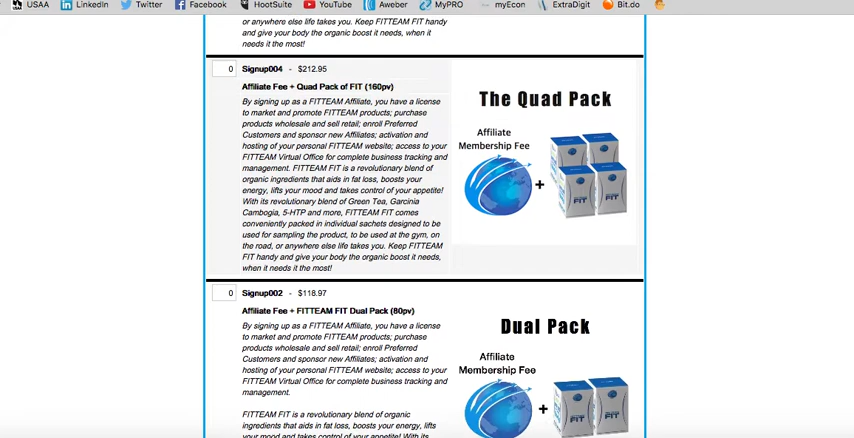 USAA LinkedIn Twitter Facebook HootSuite YouTube Aweber MyPRO myEcon ExtraDigit Bit.do
or anywhere else life takes you. Keep FITTEAM FIT handy
and give your body the organic boost it needs, when it
needs it the most!
0 Signup004 - $212.95
Affiliate Fee + Quad Pack of FIT (160pv)
By signing up as a FITTEAM Affiliate, you have a license
to market and promote FITTEAM products; purchase
products wholesale and sell retail; enroll Preferred
Customers and sponsor new Affiliates; activation and
hosting of your personal FITTEAM website; access to your
FITTEAM Virtual Office for complete business tracking and
management. FITTEAM FIT is a revolutionary blend of
organic ingredients that aids in fat loss, boosts your
energy, lifts your mood and takes control of your appetite!
With its revolutionary blend of Green Tea, Garcinia
Cambogia, 5-HTP and more, FITTEAM FIT comes
conveniently packed in individual sachets designed to be
used for sampling the product, to be used at the gym, on
the road, or anywhere else life takes you. Keep FITTEAM
FIT handy and give your body the organic boost it needs,
when it needs it the most!
The Quad Pack
Affiliate
Membership Fee
+
FIT
FIT
0 Signup002 - $118.97
Affiliate Fee + FITTEAM FIT Dual Pack (80pv)
By signing up as a FITTEAM Affiliate, you have a license
to market and promote FITTEAM products; purchase
products wholesale and sell retail; enroll Preferred
Customers and sponsor new Affiliates; activation and
hosting of your personal FITTEAM website; access to your
FITTEAM Virtual Office for complete business tracking and
management.
FITTEAM FIT is a revolutionary blend of organic
ingredients that aids in fat loss, boosts your energy, lifts
your mood and takes control of your appetite! With its
Dual Pack
Affiliate
Membership Fee
+
FIT
FIT